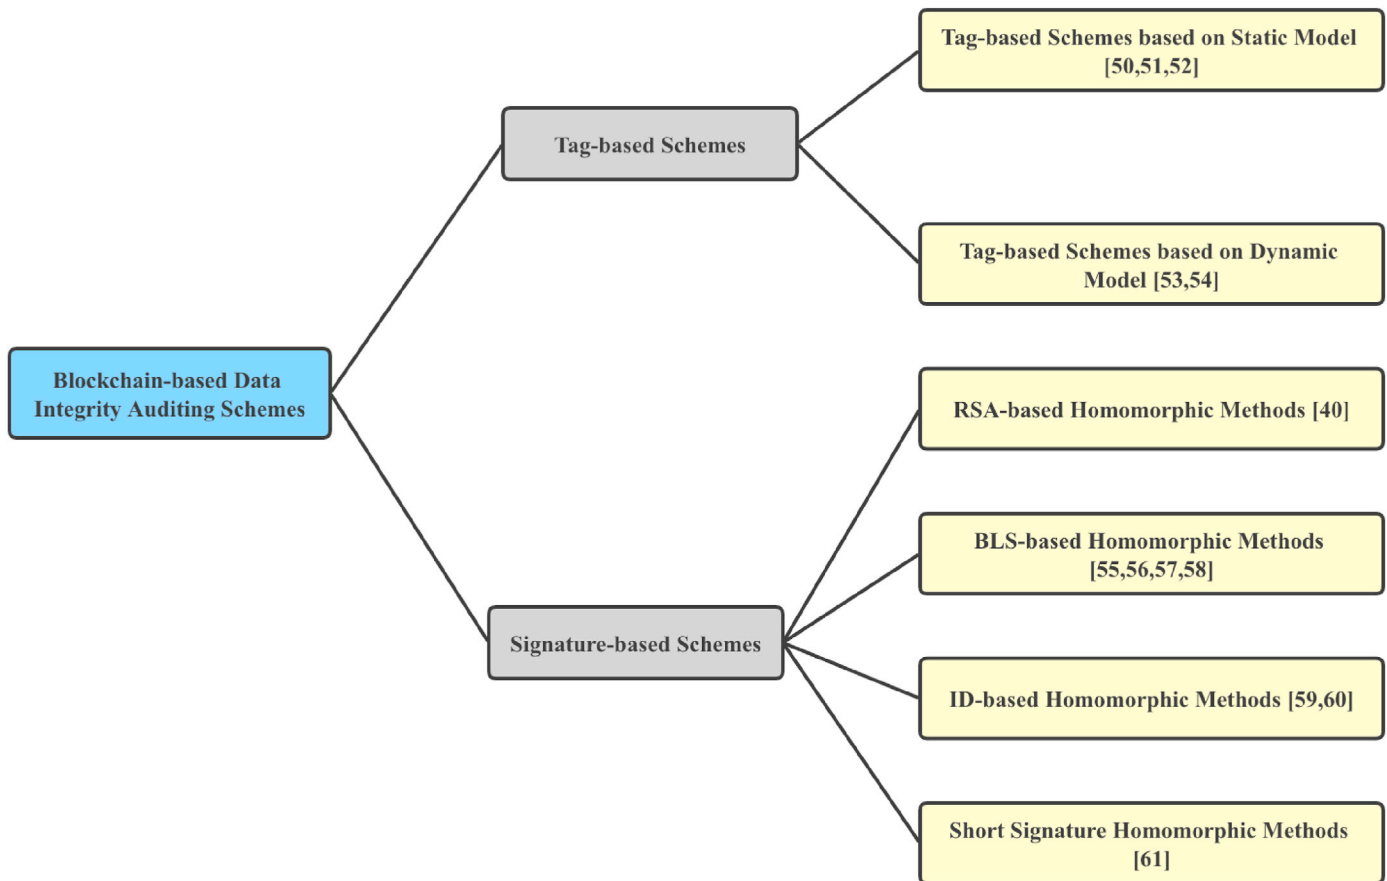 Tag-based Schemes based on Static Model
[50,51,52]
Tag-based Schemes
Tag-based Schemes based on Dynamic
Model [53,54]
Blockchain-based Data
Integrity Auditing Schemes
RSA-based Homomorphic Methods [40]
BLS-based Homomorphic Methods
[55,56,57,58]
Signature-based Schemes
ID-based Homomorphic Methods [59,60]
Short Signature Homomorphic Methods
[61]